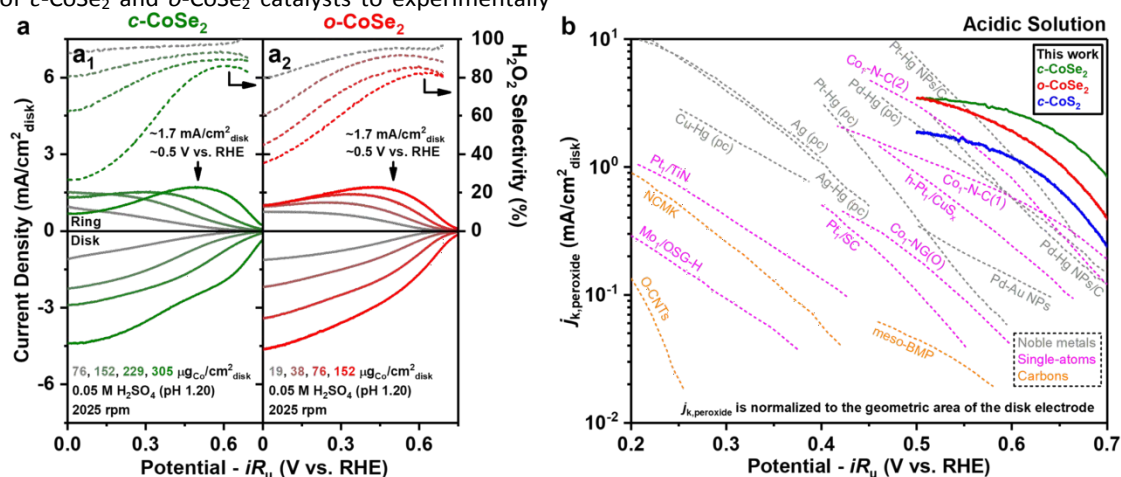 of c-CoSe₂ and o-CoSe₂ catalysts to experimentally
a
c-CoSe₂
o-CoSe₂
a₁
a₂
Current Density (mA/cm²disk)
6
3
0
-3
-6
H₂O₂ Selectivity (%)
100
80
60
40
20
0
~1.7 mA/cm²disk
~0.5 V vs. RHE
~1.7 mA/cm²disk
~0.5 V vs. RHE
Ring
Disk
76, 152, 229, 305 μgCo/cm²disk
0.05 M H₂SO₄ (pH 1.20)
2025 rpm
19, 38, 76, 152 μgCo/cm²disk
0.05 M H₂SO₄ (pH 1.20)
2025 rpm
0.0 0.3 0.6 0.0 0.3 0.6
Potential - iRᵤ (V vs. RHE)
b
Acidic Solution
jk,peroxide (mA/cm²disk)
10¹
10⁰
10⁻¹
10⁻²
This work
c-CoSe₂
o-CoSe₂
c-CoS₂
Pt-Hg NPs/C
Co₁-N-C(2)
Pd-Hg (pc)
Pt-Hg (pc)
Cu-Hg (pc)
Ag (pc)
Ag-Hg (pc)
Pt₁/TiN
NCMK
Mo₁/OSG-H
O-CNTs
Co₁-N-C(1)
h-Pt₁/CuSₓ
Pt₁/SC
Co₁-NG(O)
Pd-Hg NPs/C
Pd-Au NPs
meso-BMP
Noble metals
Single-atoms
Carbons
jk,peroxide is normalized to the geometric area of the disk electrode
0.2 0.3 0.4 0.5 0.6 0.7
Potential - iRᵤ (V vs. RHE)